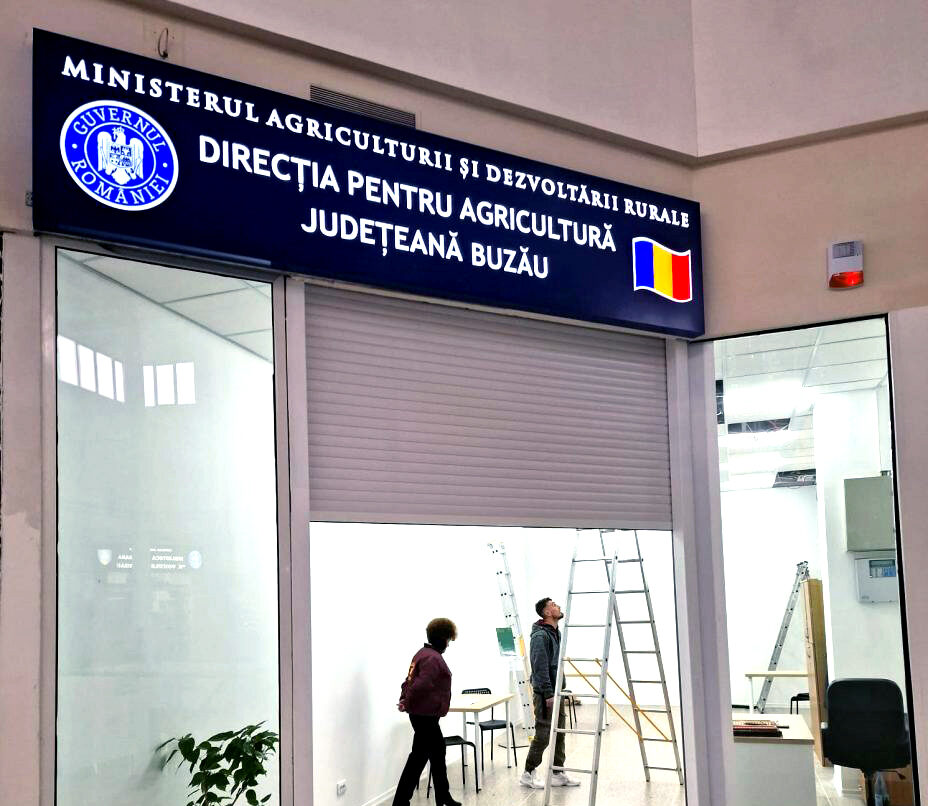 MINISTERUL AGRICULTURII ȘI DEZVOLTĂRII RURALE
GUVERNUL ROMÂNIEI
DIRECȚIA PENTRU AGRICULTURĂ
JUDEȚEANĂ BUZĂU